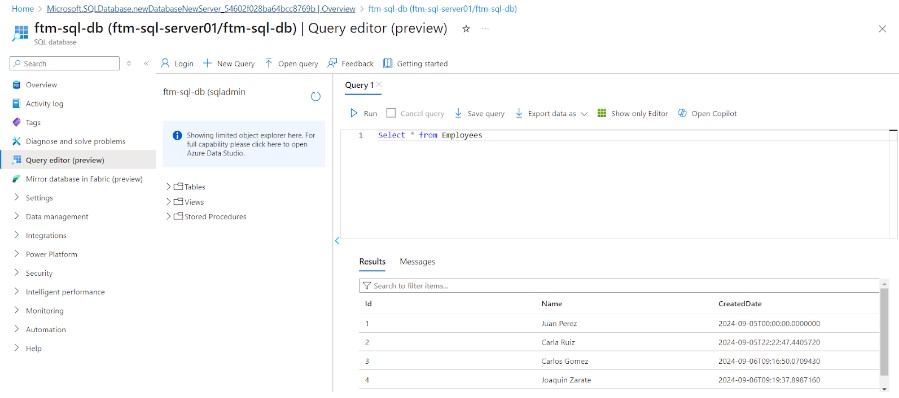 Home > Microsoft.SQLDatabase.newDatabaseNewServer_54602f028ba64bcc8769b | Overview > ftm-sql-db (ftm-sql-server01/ftm-sql-db)
ftm-sql-db (ftm-sql-server01/ftm-sql-db) | Query editor (preview)
SQL database
Search
Login
New Query
Open query
Feedback
Getting started
Overview
Activity log
Tags
Diagnose and solve problems
Query editor (preview)
Mirror database in Fabric (preview)
Settings
Data management
Integrations
Power Platform
Security
Intelligent performance
Monitoring
Automation
Help
ftm-sql-db (sqladmin
Showing limited object explorer here. For
full capability please click here to open
Azure Data Studio.
Tables
Views
Stored Procedures
Query 1
Run
Cancel query
Save query
Export data as
Show only Editor
Open Copilot
1 Select * from Employees
Results Messages
Search to filter items...
Id Name CreatedDate
1 Juan Perez 2024-09-05T00:00:00.0000000
2 Carla Ruiz 2024-09-05T22:22:47.4405720
3 Carlos Gomez 2024-09-06T09:16:50.0709430
4 Joaquin Zarate 2024-09-06T09:19:37.8987160